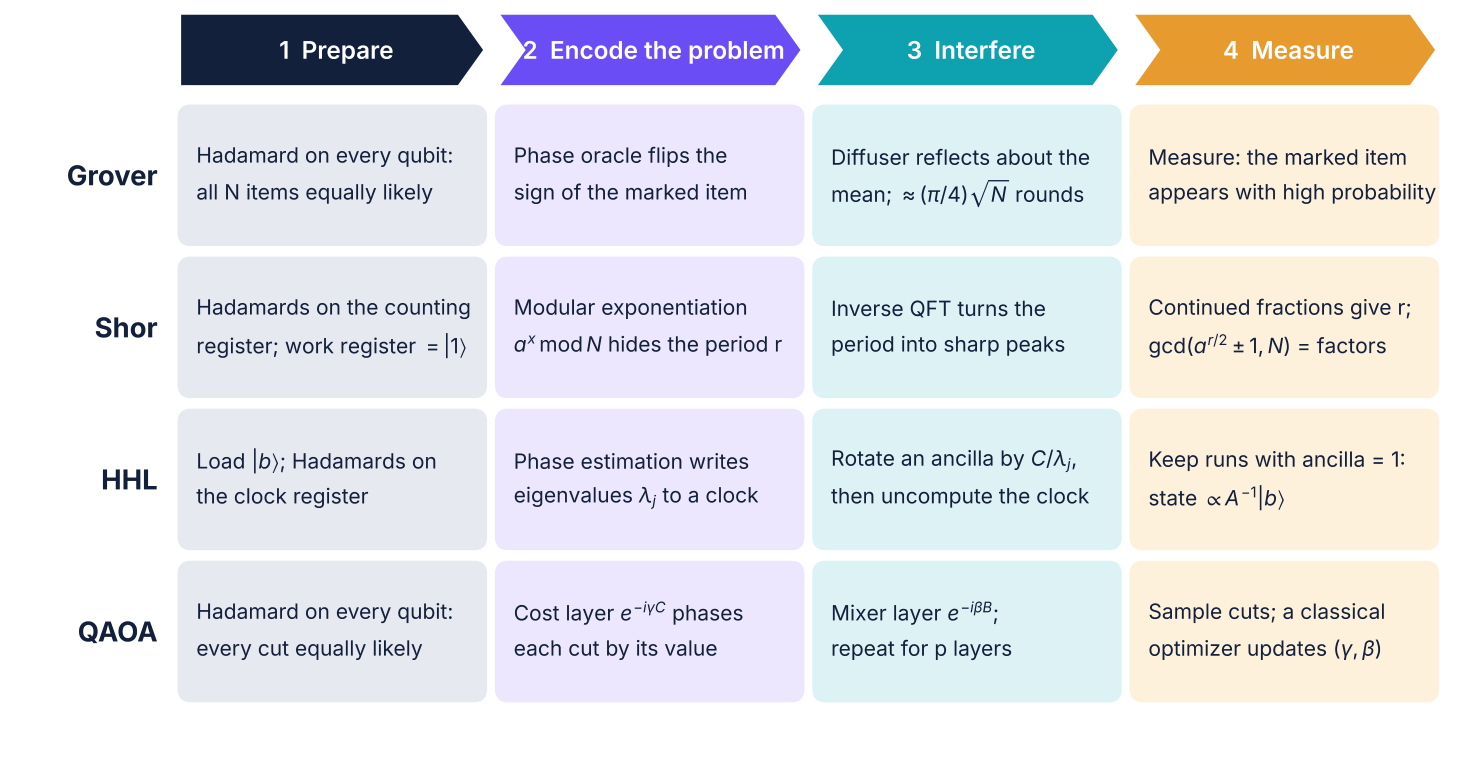 1 Prepare
2 Encode the problem
3 Interfere
4 Measure
Grover
Hadamard on every qubit:
all N items equally likely
Phase oracle flips the
sign of the marked item
Diffuser reflects about the
mean; ≈ (π/4)√N rounds
Measure: the marked item
appears with high probability
Shor
Hadamards on the counting
register; work register = |1⟩
Modular exponentiation
a^x mod N hides the period r
Inverse QFT turns the
period into sharp peaks
Continued fractions give r;
gcd(a^{r/2} ± 1, N) = factors
HHL
Load |b⟩; Hadamards on
the clock register
Phase estimation writes
eigenvalues λ_j to a clock
Rotate an ancilla by C/λ_j,
then uncompute the clock
Keep runs with ancilla = 1:
state ∝ A^{−1}|b⟩
QAOA
Hadamard on every qubit:
every cut equally likely
Cost layer e^{−iγC} phases
each cut by its value
Mixer layer e^{−iβB};
repeat for p layers
Sample cuts; a classical
optimizer updates (γ, β)